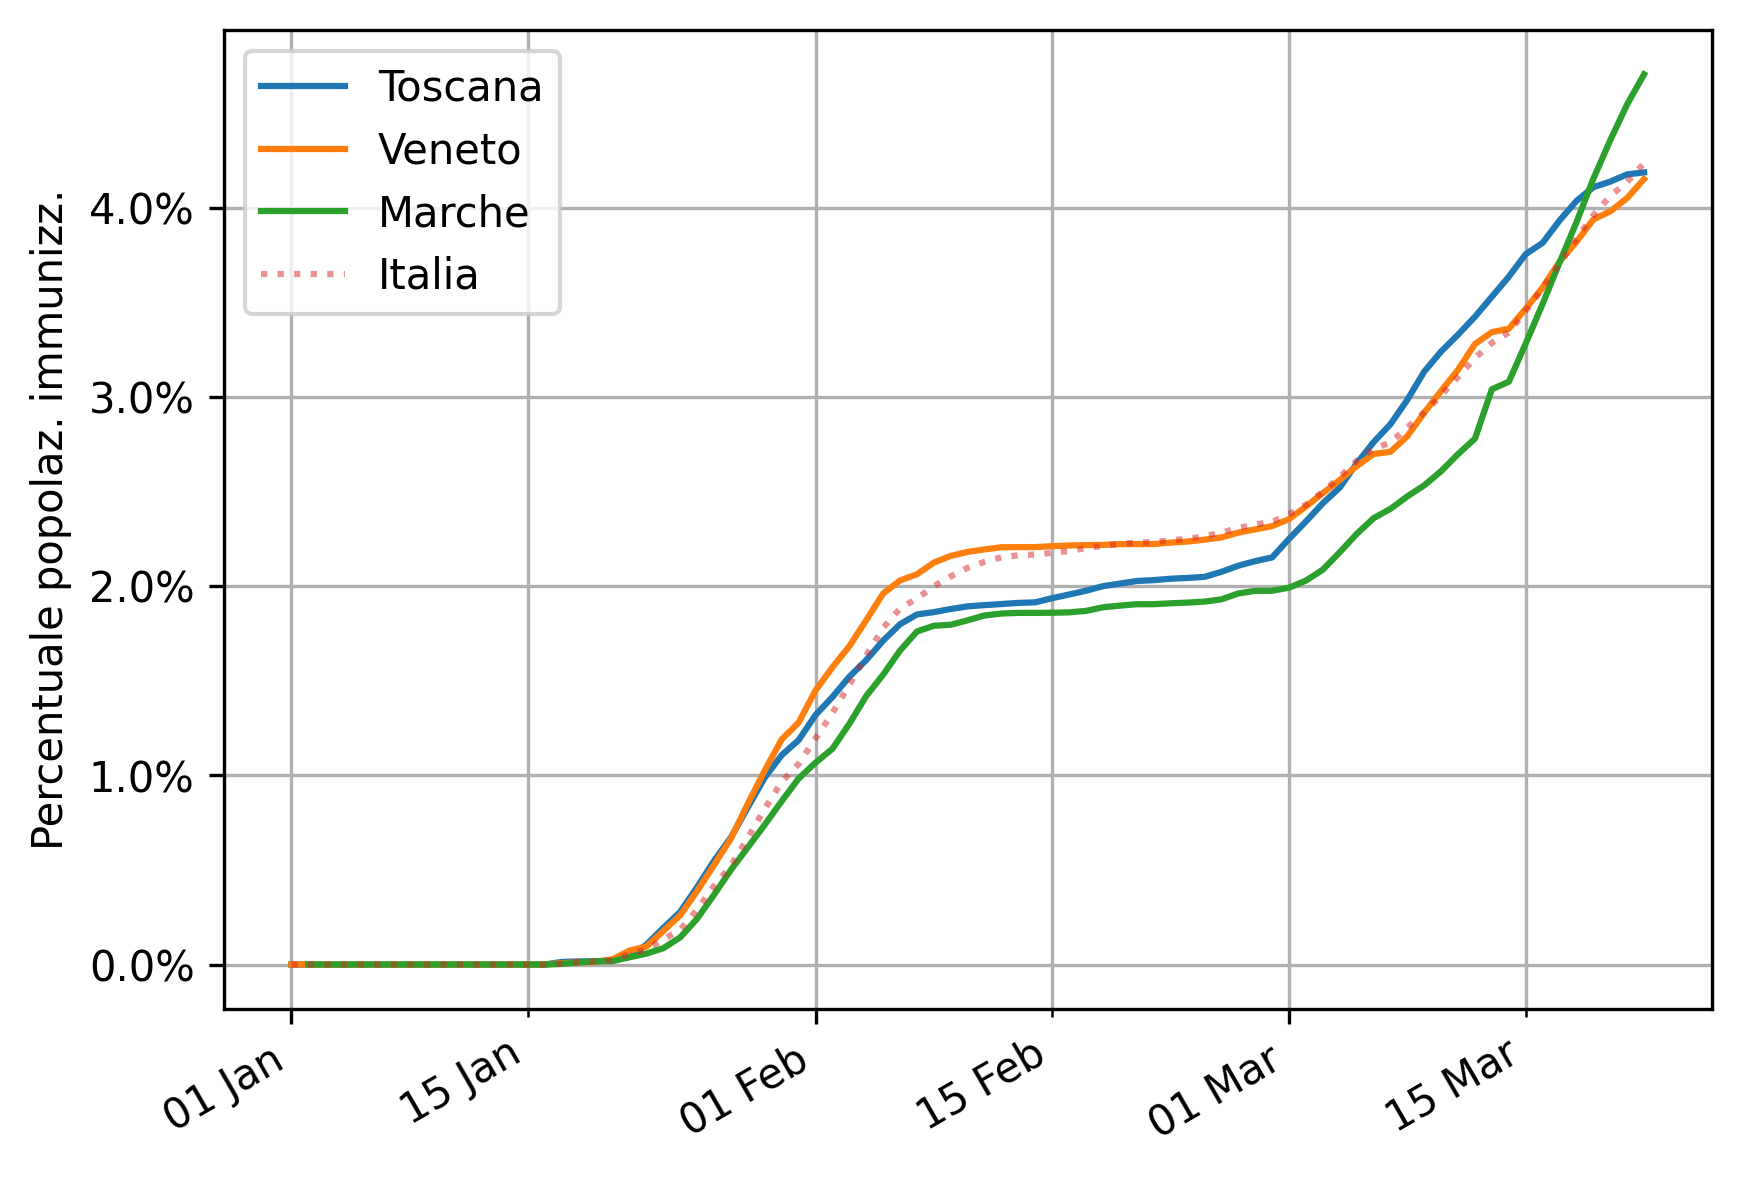 Toscana
Veneto
Marche
Italia
Percentuale popolaz. immunizz.
4.0%
3.0%
2.0%
1.0%
0.0%
01 Jan
15 Jan
01 Feb
15 Feb
01 Mar
15 Mar